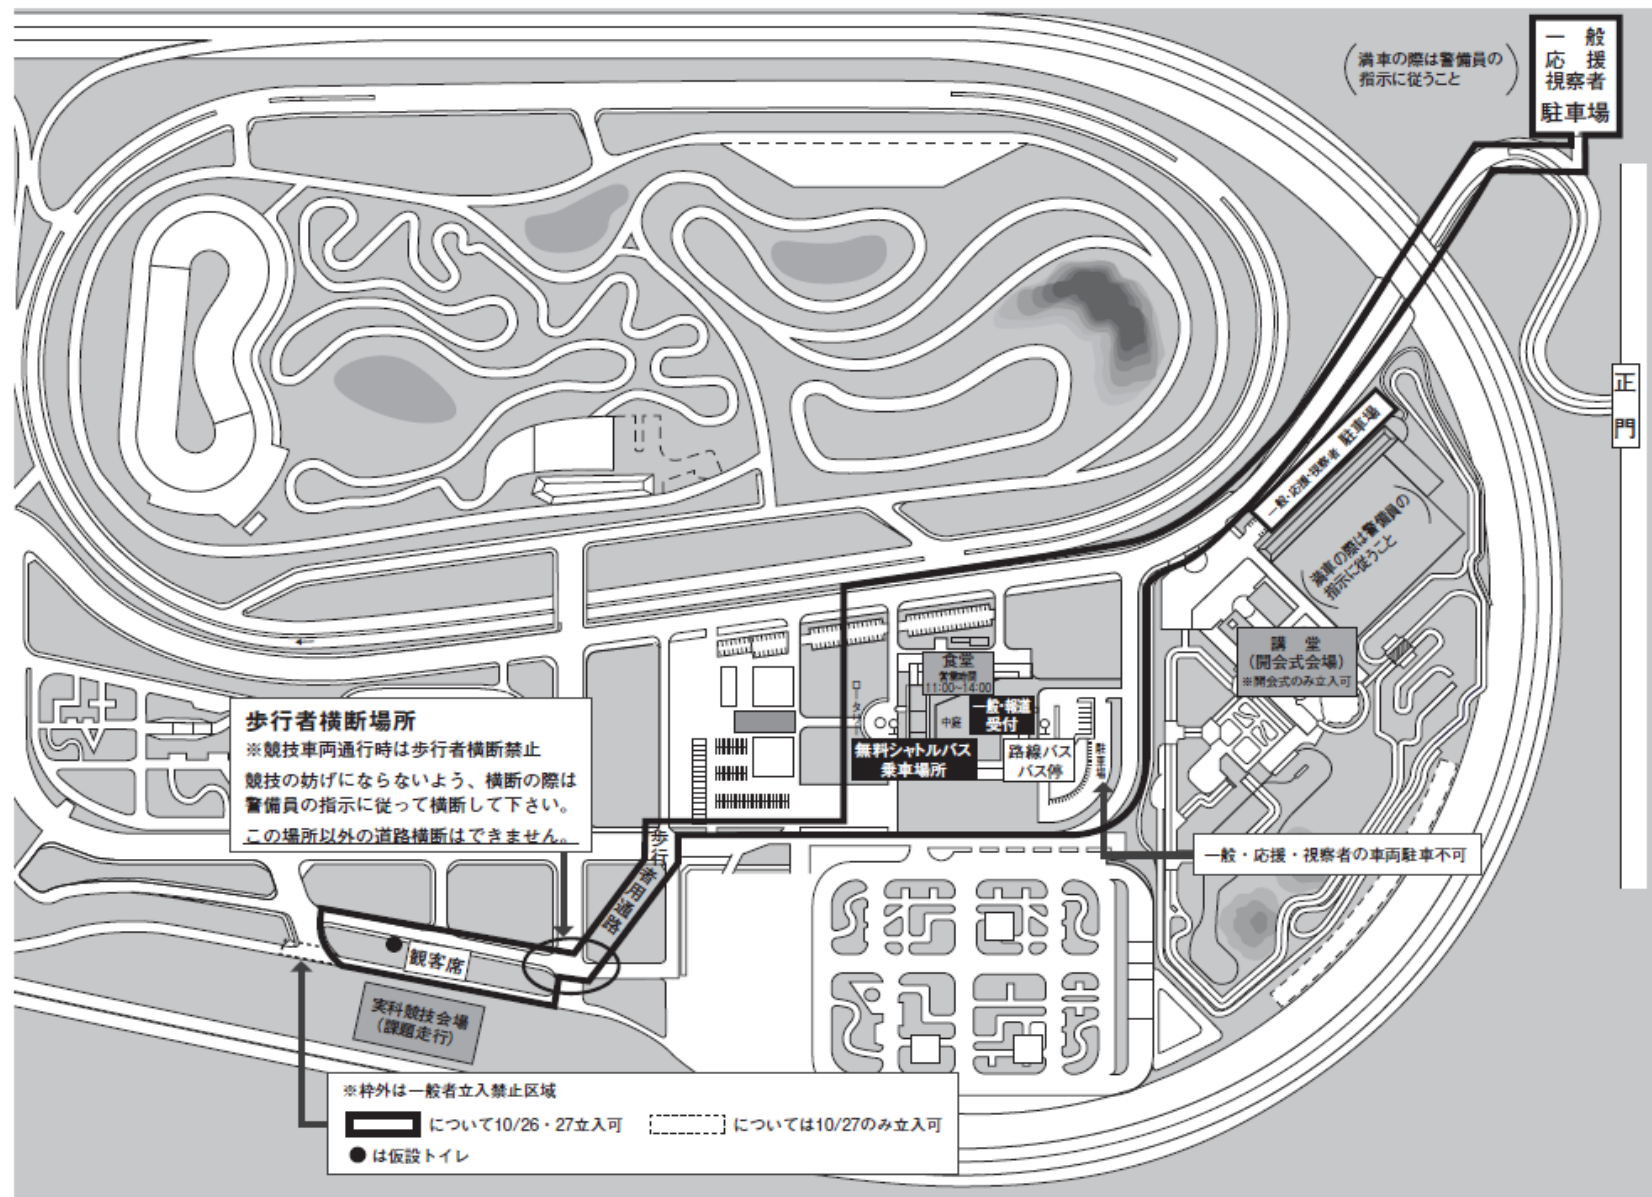 一般
応援
視察者
駐車場
(満車の際は警備員の
指示に従うこと)
正門
一般・応援・視察者 駐車場
(満車の際は警備員の
指示に従うこと)
講堂
(開会式会場)
※開会式のみ立入可
食堂
営業時間
11:00~14:00
一般・報道
受付
中庭
無料シャトルバス
乗車場所
路線バス
バス停
駐車場
一般・応援・視察者の車両駐車不可
歩行者横断場所
※競技車両通行時は歩行者横断禁止
競技の妨げにならないよう、横断の際は
警備員の指示に従って横断して下さい。
この場所以外の道路横断はできません。
歩行者用通路
観客席
実科競技会場
(課題走行)
※枠外は一般者立入禁止区域
について10/26・27立入可
については10/27のみ立入可
●は仮設トイレ